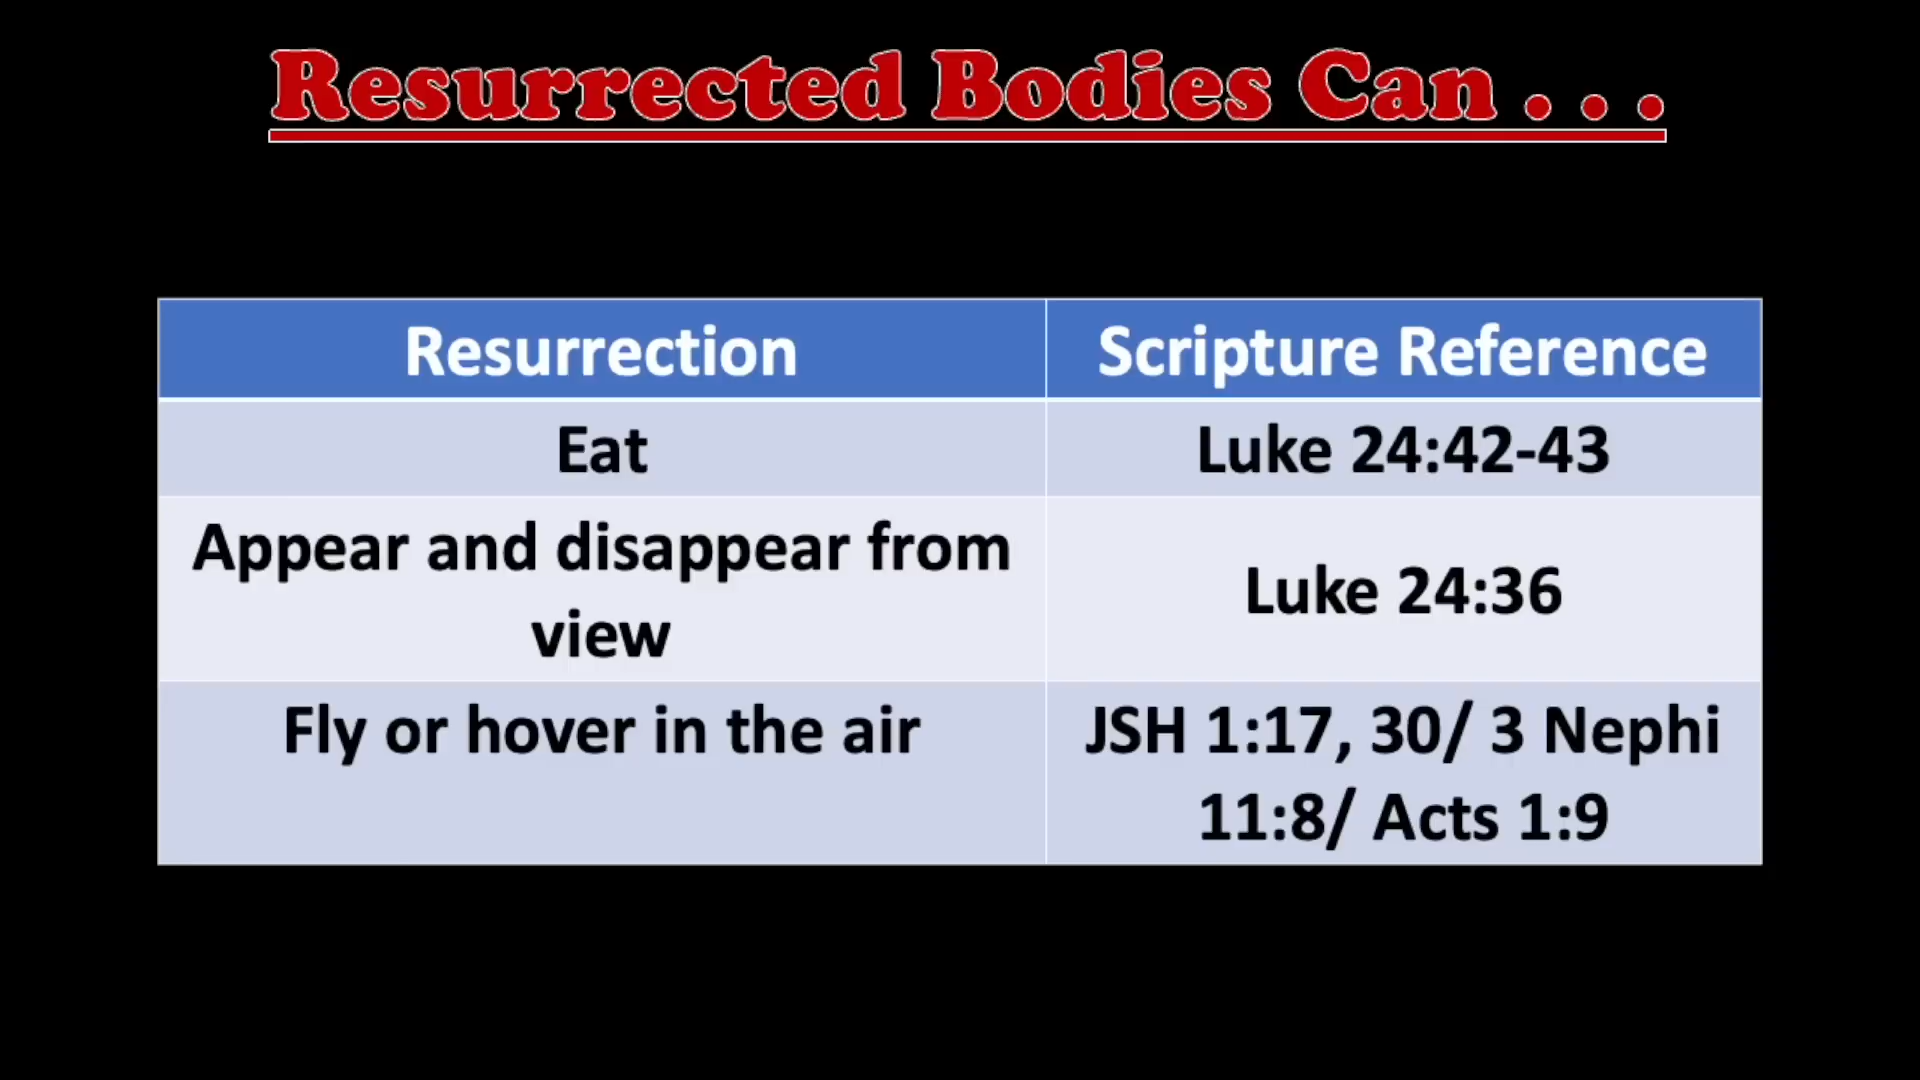 Resurrected Bodies Can . . .
Resurrection
Scripture Reference
Eat
Luke 24:42-43
Appear and disappear from
view
Luke 24:36
Fly or hover in the air
JSH 1:17, 30/ 3 Nephi
11:8/ Acts 1:9